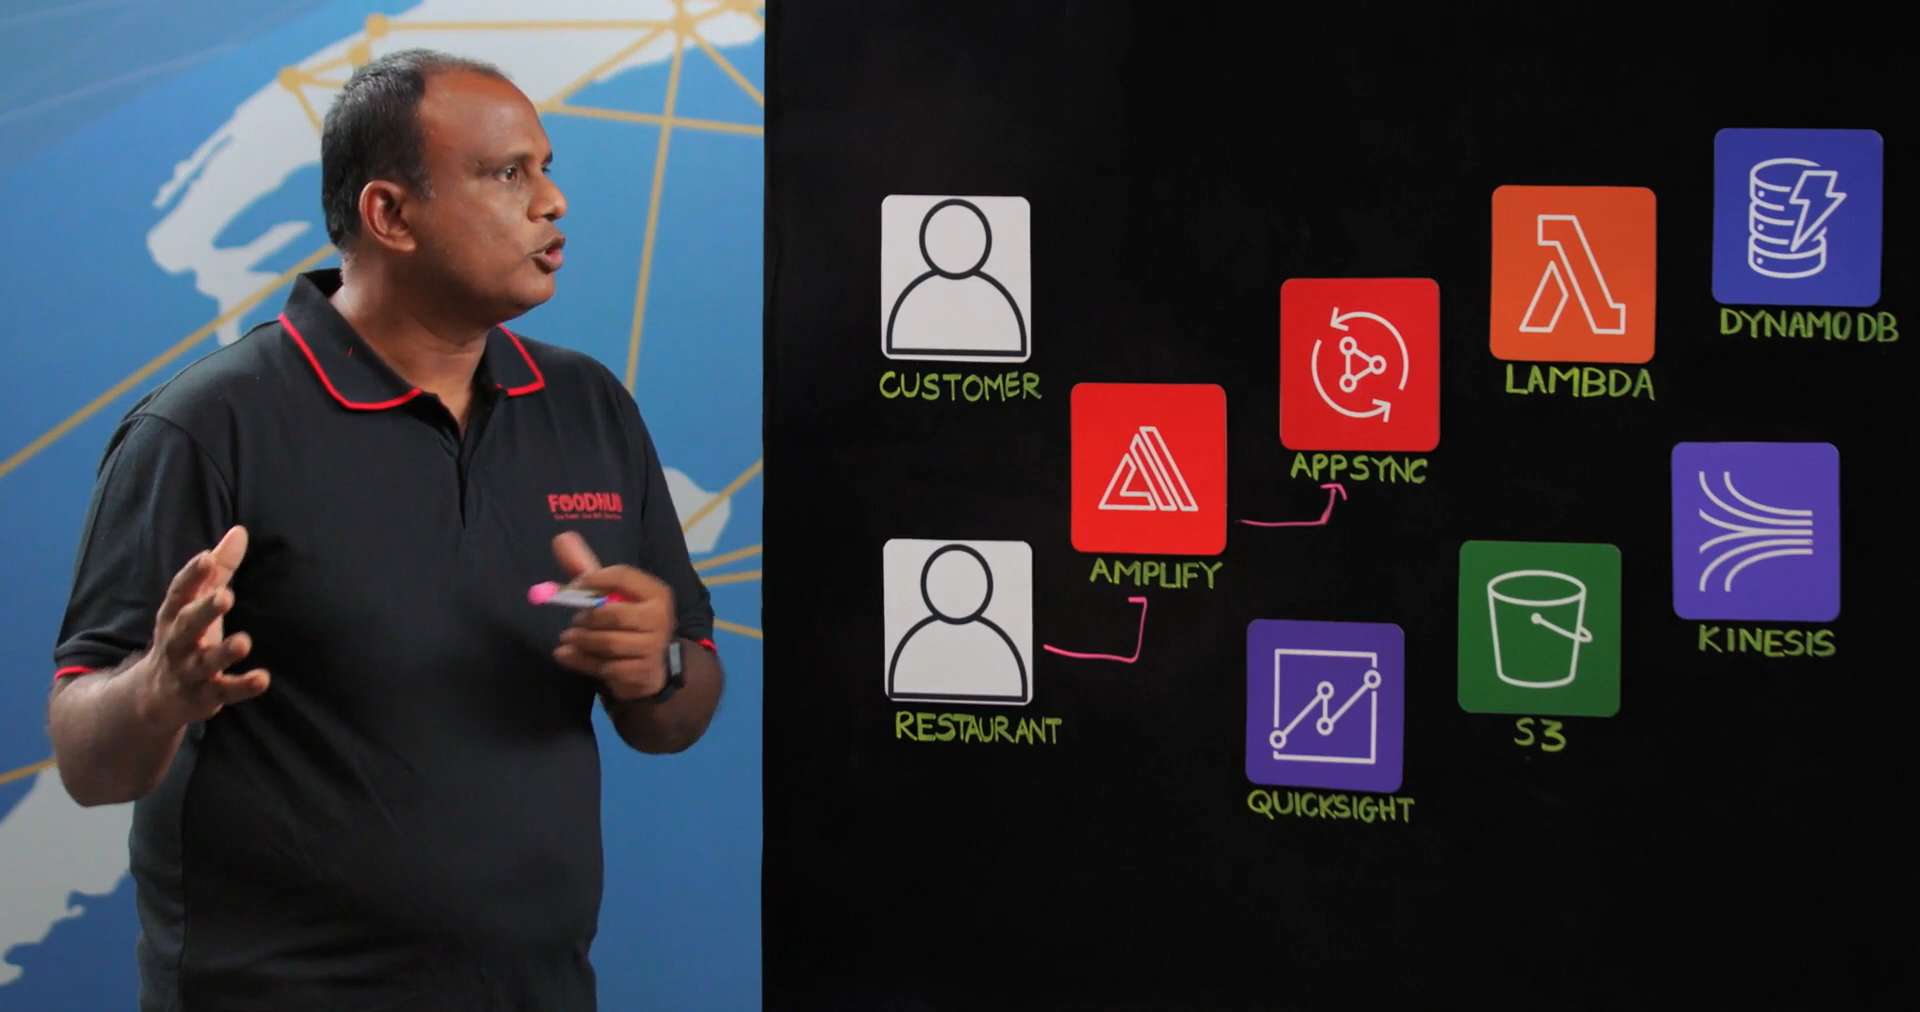 FOODHUB
CUSTOMER
AMPLIFY
RESTAURANT
APPSYNC
LAMBDA
DYNAMO DB
QUICKSIGHT
S3
KINESIS